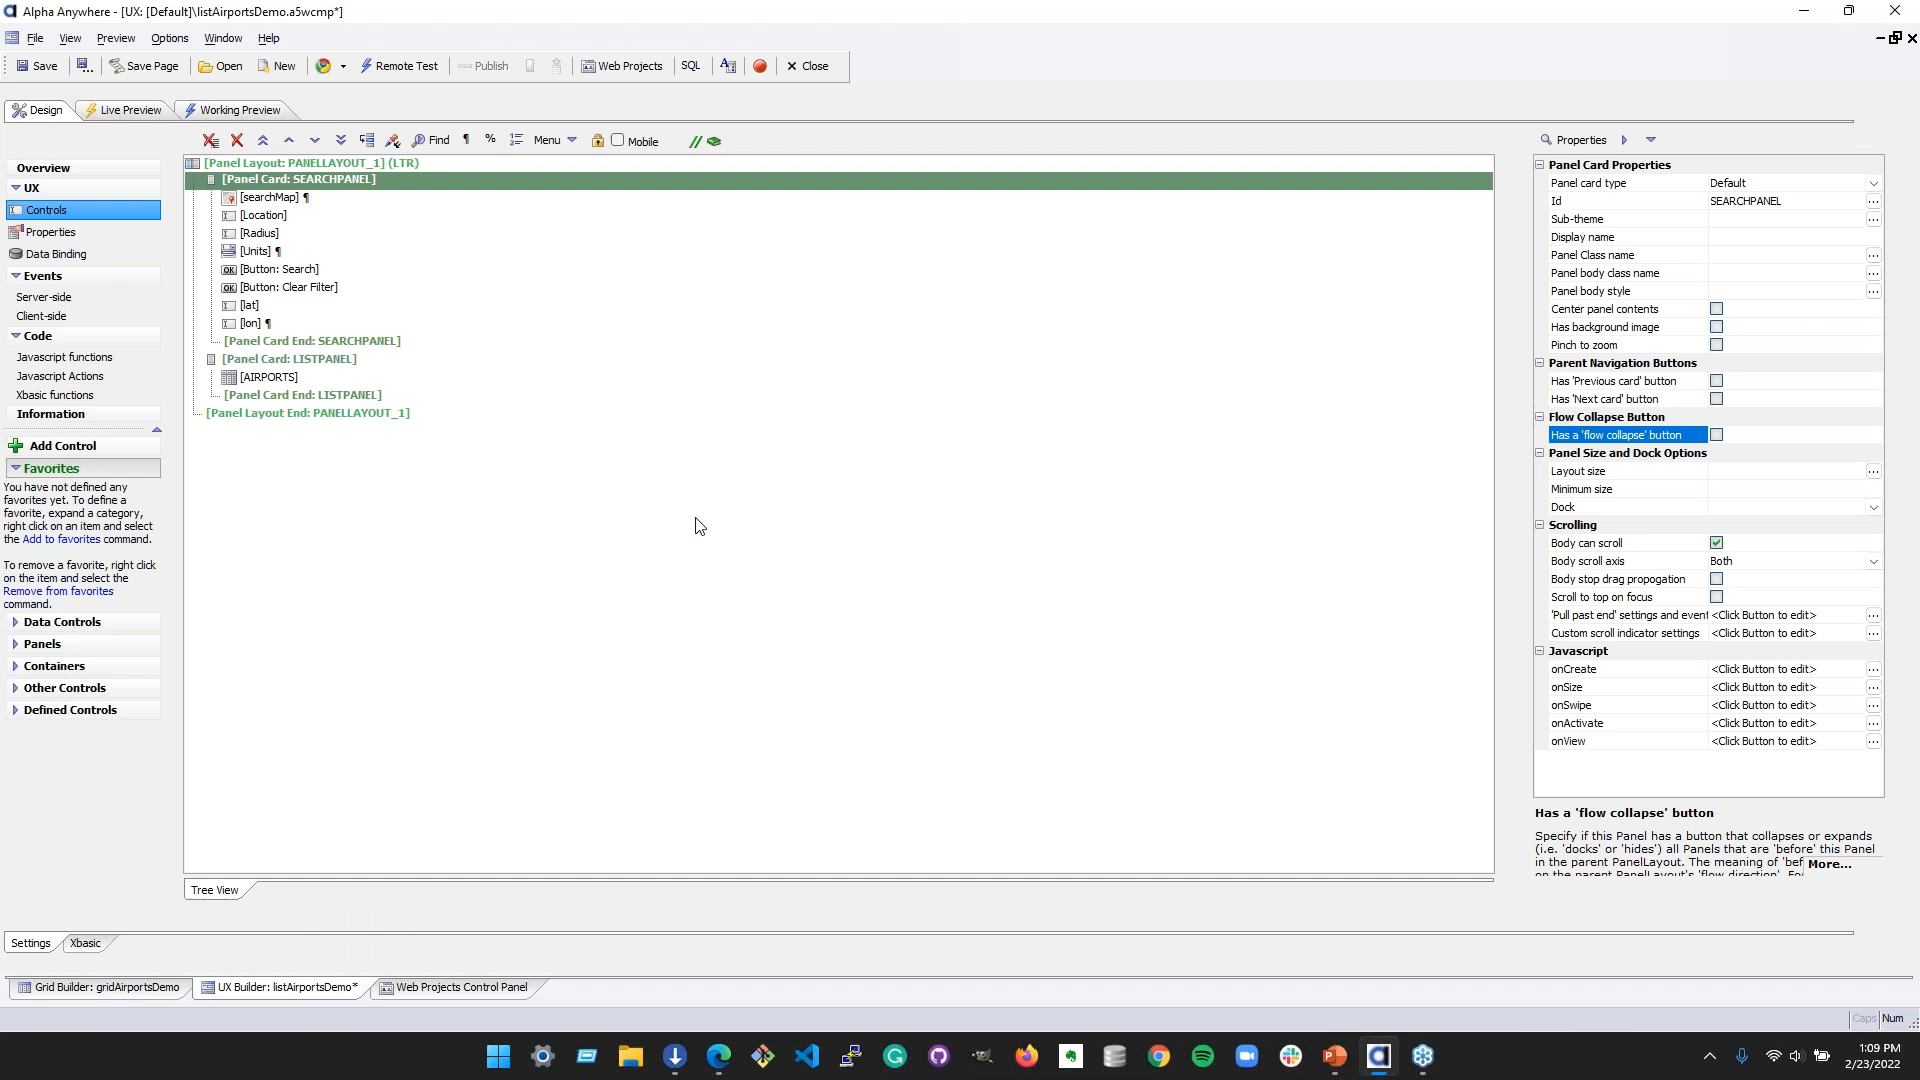 Alpha Anywhere - [UX: [Default]\listAirportsDemo.a5wcmp*]
File View Preview Options Window Help
Save Save Page Open New Remote Test Publish Web Projects SQL Close
Design Live Preview Working Preview
Find ¶ % Menu Mobile
Properties
Overview
UX
Controls
Properties
Data Binding
Events
Server-side
Client-side
Code
Javascript functions
Javascript Actions
Xbasic functions
Information
Add Control
Favorites
You have not defined any
favorites yet. To define a
favorite, expand a category,
right click on an item and select
the Add to favorites command.
To remove a favorite, right click
on the item and select the
Remove from favorites
command.
Data Controls
Panels
Containers
Other Controls
Defined Controls
[Panel Layout: PANELLAYOUT_1] (LTR)
[Panel Card: SEARCHPANEL]
[searchMap] ¶
[Location]
[Radius]
[Units] ¶
OK [Button: Search]
OK [Button: Clear Filter]
[lat]
[lon] ¶
[Panel Card End: SEARCHPANEL]
[Panel Card: LISTPANEL]
[AIRPORTS]
[Panel Card End: LISTPANEL]
[Panel Layout End: PANELLAYOUT_1]
Panel Card Properties
Panel card type Default
Id SEARCHPANEL ...
Sub-theme ...
Display name
Panel Class name ...
Panel body class name ...
Panel body style ...
Center panel contents
Has background image
Pinch to zoom
Parent Navigation Buttons
Has 'Previous card' button
Has 'Next card' button
Flow Collapse Button
Has a 'flow collapse' button
Panel Size and Dock Options
Layout size ...
Minimum size
Dock
Scrolling
Body can scroll
Body scroll axis Both
Body stop drag propogation
Scroll to top on focus
'Pull past end' settings and event <Click Button to edit> ...
Custom scroll indicator settings <Click Button to edit> ...
Javascript
onCreate <Click Button to edit> ...
onSize <Click Button to edit> ...
onSwipe <Click Button to edit> ...
onActivate <Click Button to edit> ...
onView <Click Button to edit> ...
Has a 'flow collapse' button
Specify if this Panel has a button that collapses or expands
(i.e. 'docks' or 'hides') all Panels that are 'before' this Panel
in the parent PanelLayout. The meaning of 'bef More...
on the parent PanelLayout's 'flow direction'. Fo
Tree View
Settings Xbasic
Grid Builder: gridAirportsDemo UX Builder: listAirportsDemo* Web Projects Control Panel
Caps Num
1:09 PM
2/23/2022